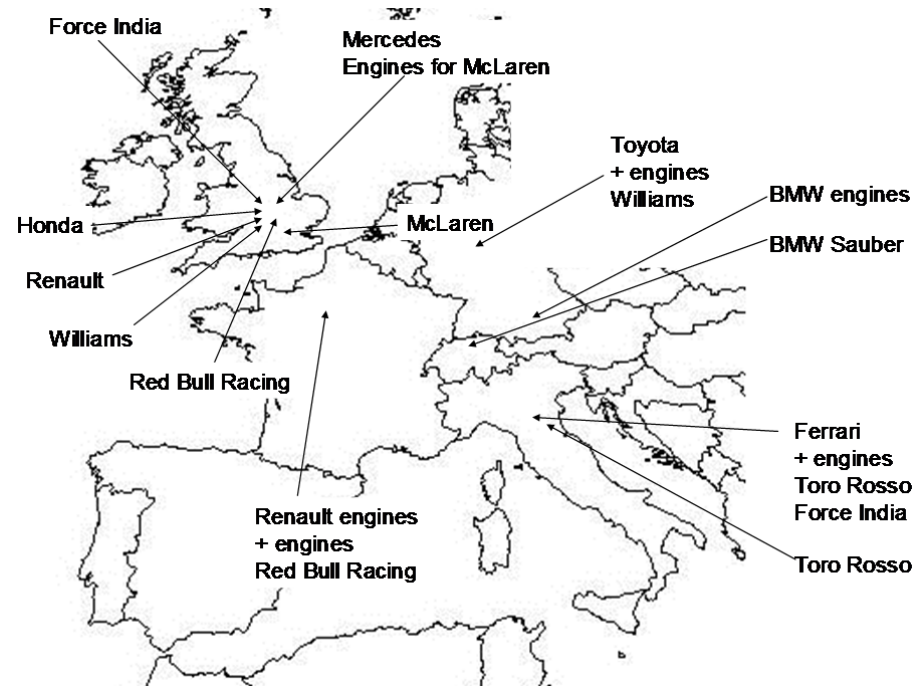 Force India
Mercedes
Engines for McLaren
Toyota
+ engines
Williams
BMW engines
Honda
McLaren
BMW Sauber
Renault
Williams
Red Bull Racing
Ferrari
+ engines
Toro Rosso
Force India
Renault engines
+ engines
Red Bull Racing
Toro Rosso